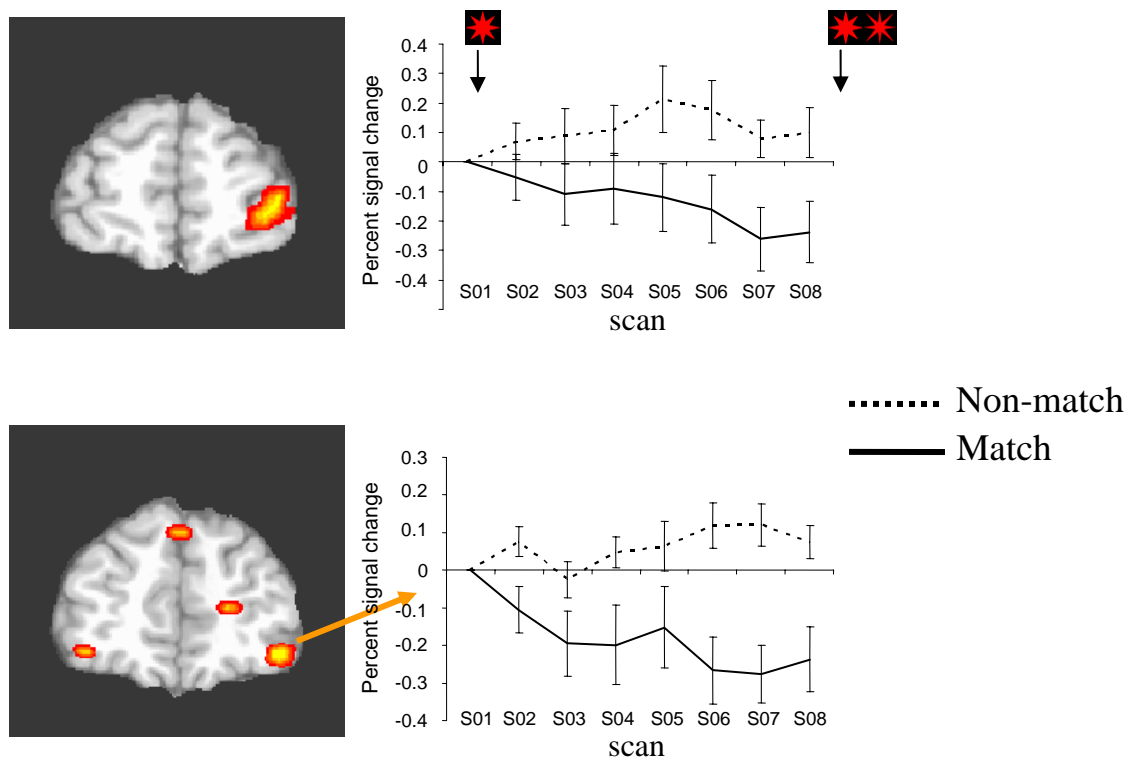 Percent signal change
0.4
0.3
0.2
0.1
0
-0.1
-0.2
-0.3
-0.4
S01 S02 S03 S04 S05 S06 S07 S08
scan
Non-match
Match
Percent signal change
0.3
0.2
0.1
0
-0.1
-0.2
-0.3
-0.4
S01 S02 S03 S04 S05 S06 S07 S08
scan